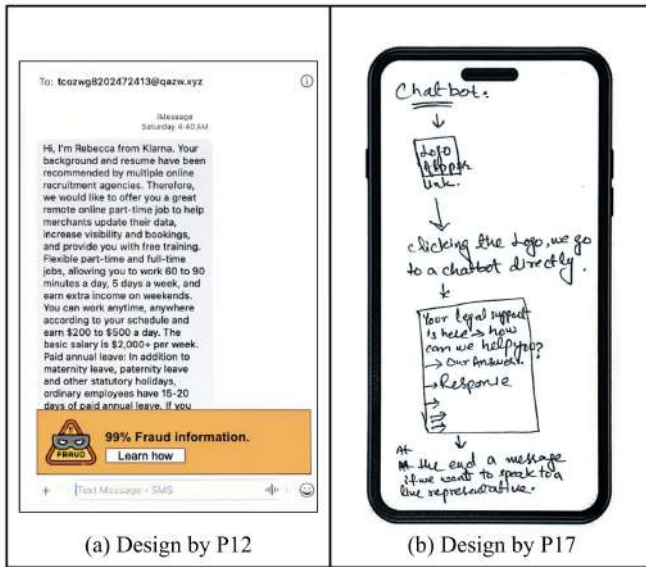 To: tcozwg8202472413@qazw.xyz
iMessage
Saturday 4:40 AM
Hi, I'm Rebecca from Klarna. Your
background and resume have been
recommended by multiple online
recruitment agencies. Therefore,
we would like to offer you a great
remote online part-time job to help
merchants update their data,
increase visibility and bookings,
and provide you with free training.
Flexible part-time and full-time
jobs, allowing you to work 60 to 90
minutes a day, 5 days a week, and
earn extra income on weekends.
You can work anytime, anywhere
according to your schedule and
earn $200 to $500 a day. The
basic salary is $2,000+ per week.
Paid annual leave: In addition to
maternity leave, paternity leave
and other statutory holidays,
ordinary employees have 15-20
days of paid annual leave. If you
FRAUD
99% Fraud information.
Learn how
Text Message • SMS
(a) Design by P12
Chatbot:
Logo
link.
clicking the Logo, we go
to a chatbot directly.
Your legal support
is here → how
can we help you?
→ Our Answers.
→ Response
At
the end a message
if we want to speak to a
live representative.
(b) Design by P17